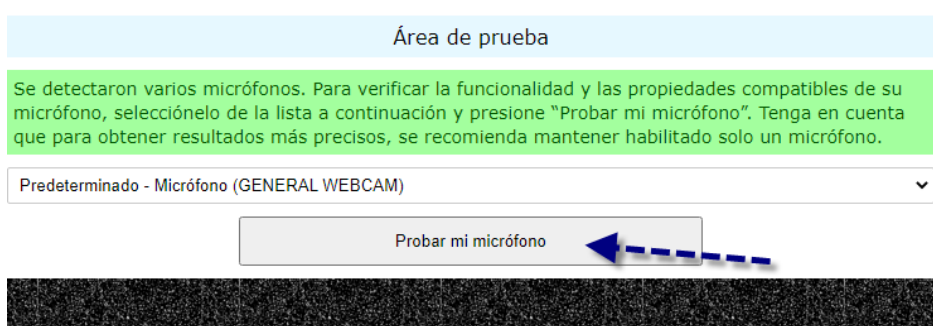 Área de prueba
Se detectaron varios micrófonos. Para verificar la funcionalidad y las propiedades compatibles de su
micrófono, selecciónelo de la lista a continuación y presione “Probar mi micrófono”. Tenga en cuenta
que para obtener resultados más precisos, se recomienda mantener habilitado solo un micrófono.
Predeterminado - Micrófono (GENERAL WEBCAM)
Probar mi micrófono